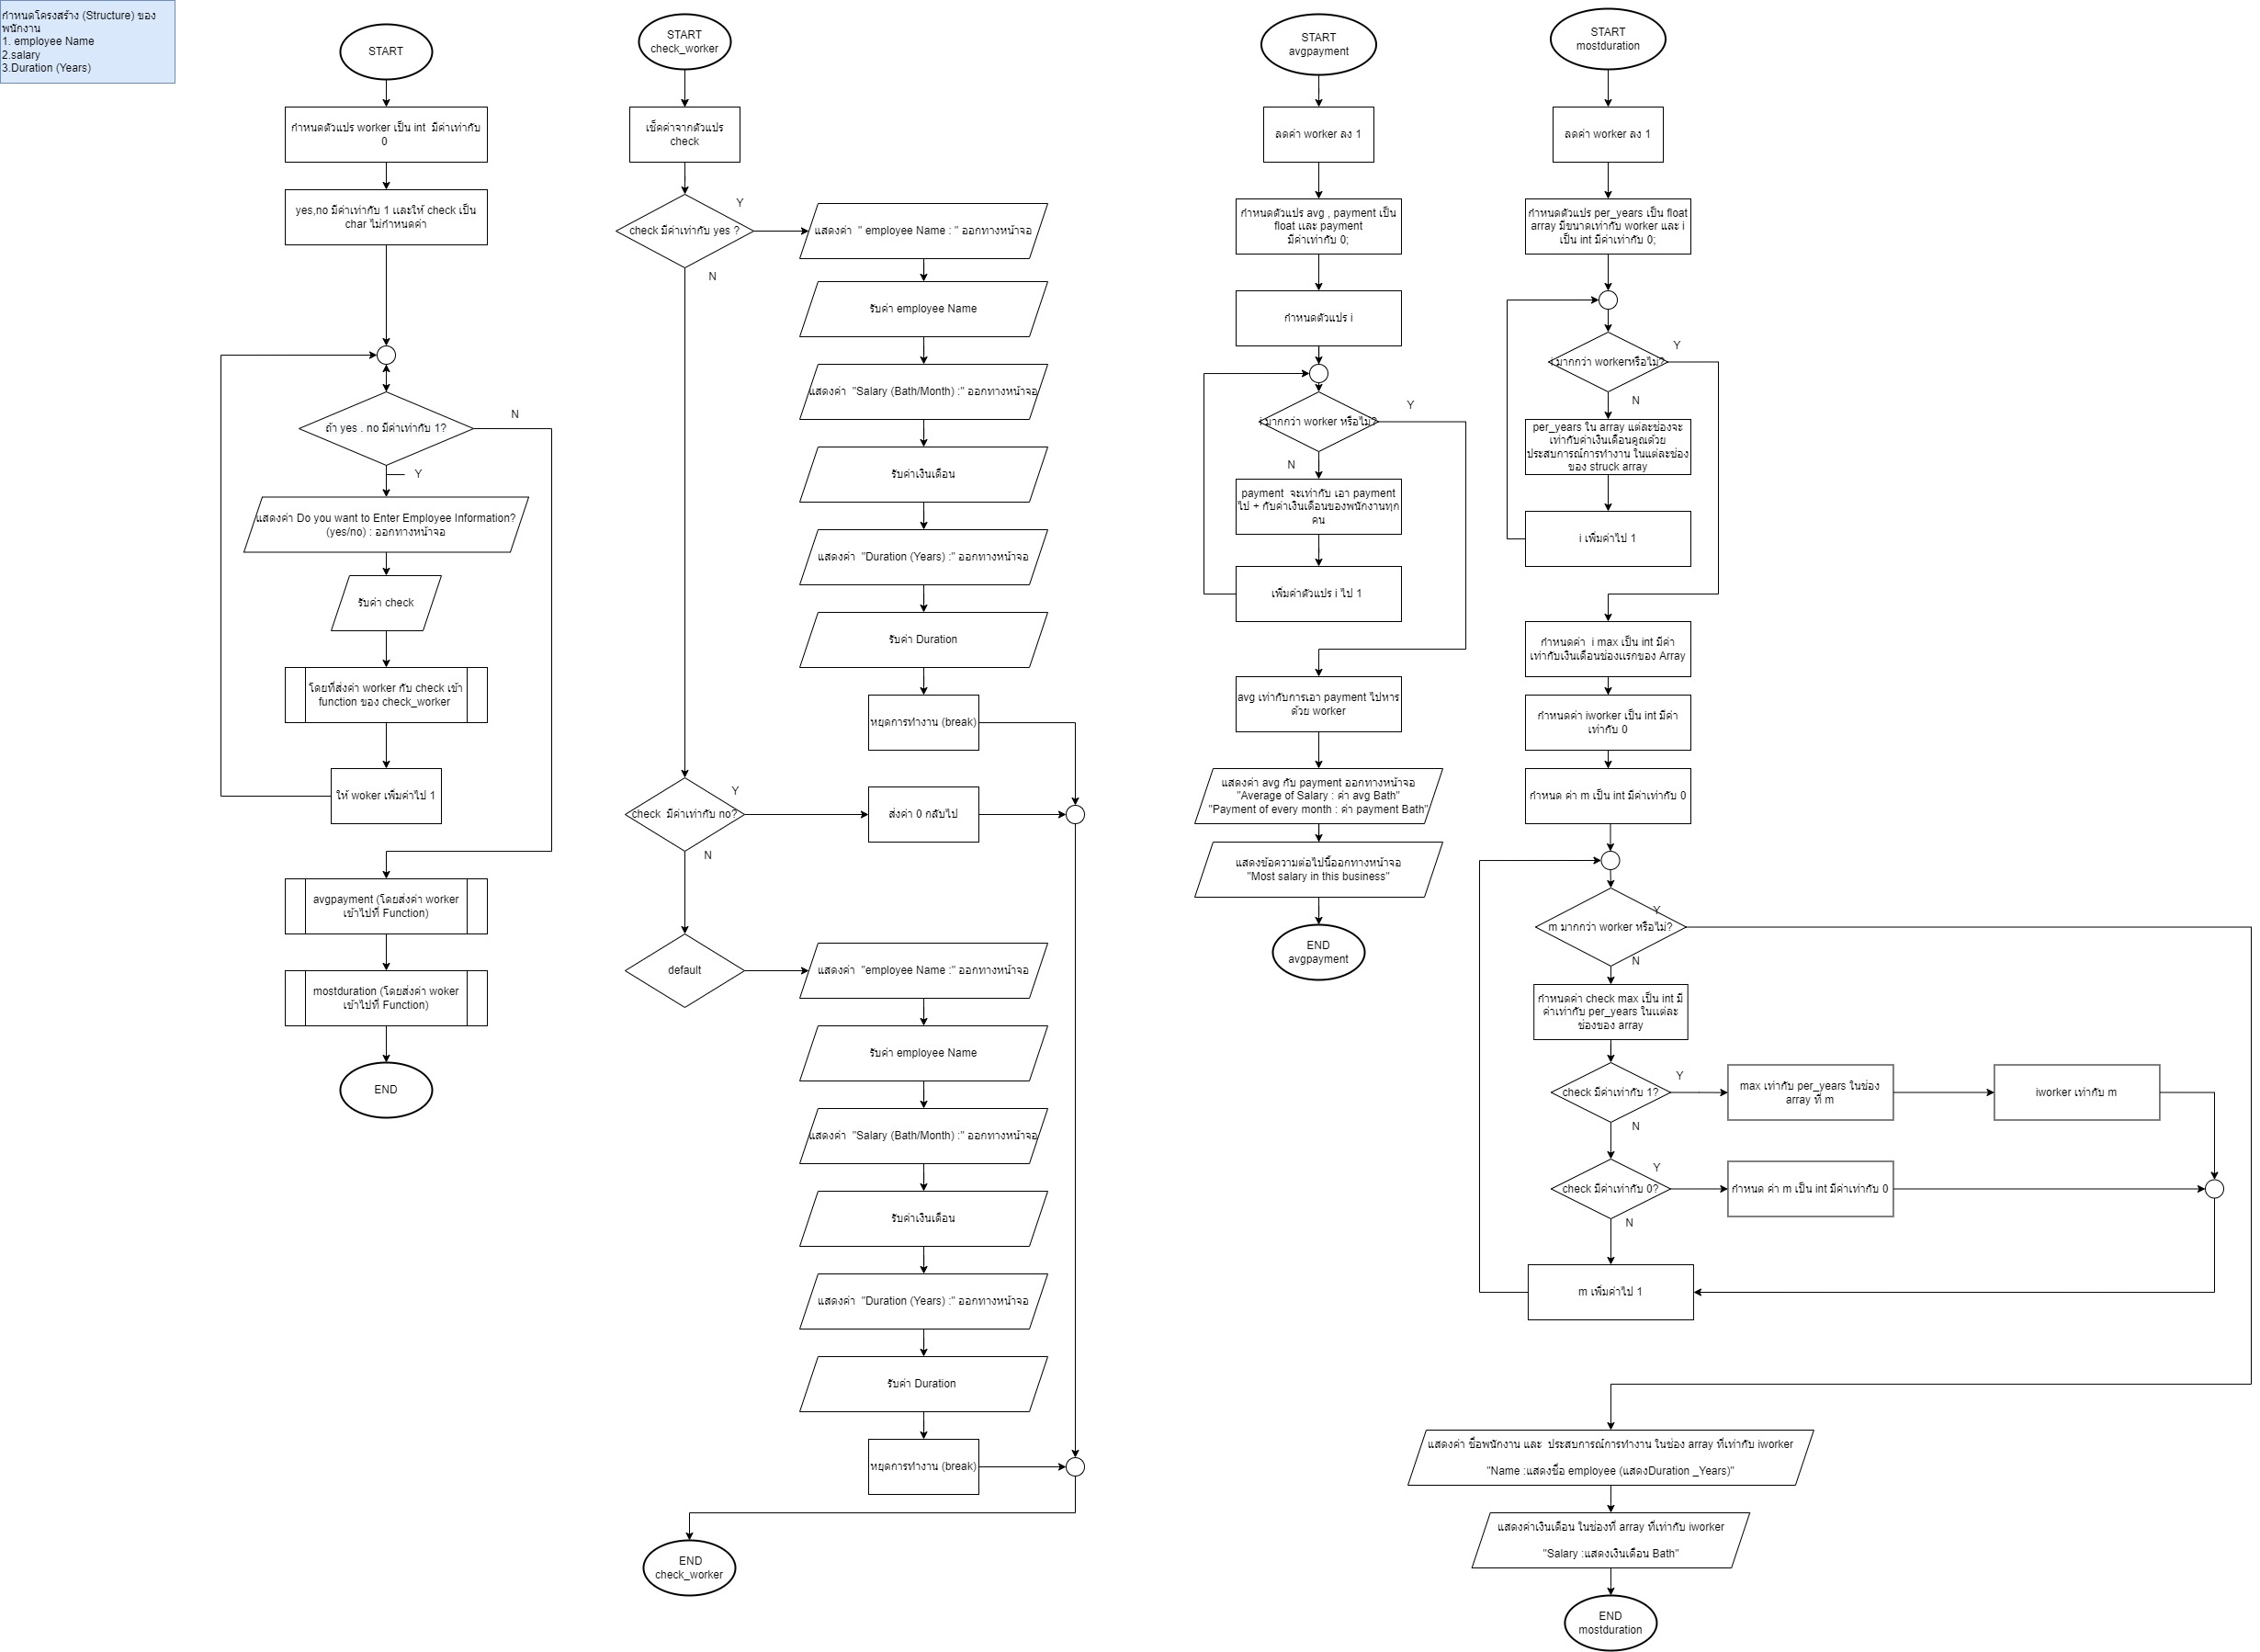 กำหนดโครงสร้าง (Structure) ของ
พนักงาน
1. employee Name
2.salary
3.Duration (Years)
START
กำหนดตัวแปร worker เป็น int มีค่าเท่ากับ
0
yes,no มีค่าเท่ากับ 1 และให้ check เป็น
char ไม่กำหนดค่า
ถ้า yes . no มีค่าเท่ากับ 1?
N
Y
แสดงค่า Do you want to Enter Employee Information?
(yes/no) : ออกทางหน้าจอ
รับค่า check
โดยที่ส่งค่า worker กับ check เข้า
function ของ check_worker
ให้ woker เพิ่มค่าไป 1
avgpayment (โดยส่งค่า worker
เข้าไปที่ Function)
mostduration (โดยส่งค่า woker
เข้าไปที่ Function)
END
START
check_worker
เช็คค่าจากตัวแปร
check
check มีค่าเท่ากับ yes ?
Y
N
แสดงค่า " employee Name : " ออกทางหน้าจอ
รับค่า employee Name
แสดงค่า "Salary (Bath/Month) :" ออกทางหน้าจอ
รับค่าเงินเดือน
แสดงค่า "Duration (Years) :" ออกทางหน้าจอ
รับค่า Duration
หยุดการทำงาน (break)
check มีค่าเท่ากับ no?
Y
N
ส่งค่า 0 กลับไป
default
แสดงค่า "employee Name :" ออกทางหน้าจอ
รับค่า employee Name
แสดงค่า "Salary (Bath/Month) :" ออกทางหน้าจอ
รับค่าเงินเดือน
แสดงค่า "Duration (Years) :" ออกทางหน้าจอ
รับค่า Duration
หยุดการทำงาน (break)
END
check_worker
START
avgpayment
ลดค่า worker ลง 1
กำหนดตัวแปร avg , payment เป็น
float และ payment
มีค่าเท่ากับ 0;
กำหนดตัวแปร i
i มากกว่า worker หรือไม่?
Y
N
payment จะเท่ากับ เอา payment
ไป + กับค่าเงินเดือนของพนักงานทุก
คน
เพิ่มค่าตัวแปร i ไป 1
avg เท่ากับการเอา payment ไปหาร
ด้วย worker
แสดงค่า avg กับ payment ออกทางหน้าจอ
"Average of Salary : ค่า avg Bath"
"Payment of every month : ค่า payment Bath"
แสดงข้อความต่อไปนี้ออกทางหน้าจอ
"Most salary in this business"
END
avgpayment
START
mostduration
ลดค่า worker ลง 1
กำหนดตัวแปร per_years เป็น float
array มีขนาดเท่ากับ worker และ i
เป็น int มีค่าเท่ากับ 0;
i มากกว่า workerหรือไม่?
Y
N
per_years ใน array แต่ละช่องจะ
เท่ากับค่าเงินเดือนคูณด้วย
ประสบการณ์การทำงาน ในแต่ละช่อง
ของ struck array
i เพิ่มค่าไป 1
กำหนดค่า i max เป็น int มีค่า
เท่ากับเงินเดือนช่องแรกของ Array
กำหนดค่า iworker เป็น int มีค่า
เท่ากับ 0
กำหนด ค่า m เป็น int มีค่าเท่ากับ 0
Y
m มากกว่า worker หรือไม่?
N
กำหนดค่า check max เป็น int มี
ค่าเท่ากับ per_years ในแต่ละ
ช่องของ array
check มีค่าเท่ากับ 1?
Y
N
max เท่ากับ per_years ในช่อง
array ที่ m
iworker เท่ากับ m
check มีค่าเท่ากับ 0?
Y
N
กำหนด ค่า m เป็น int มีค่าเท่ากับ 0
m เพิ่มค่าไป 1
แสดงค่า ชื่อพนักงาน และ ประสบการณ์การทำงาน ในช่อง array ที่เท่ากับ iworker
"Name :แสดงชื่อ employee (แสดงDuration _Years)"
แสดงค่าเงินเดือน ในช่องที่ array ที่เท่ากับ iworker
"Salary :แสดงเงินเดือน Bath"
END
mostduration